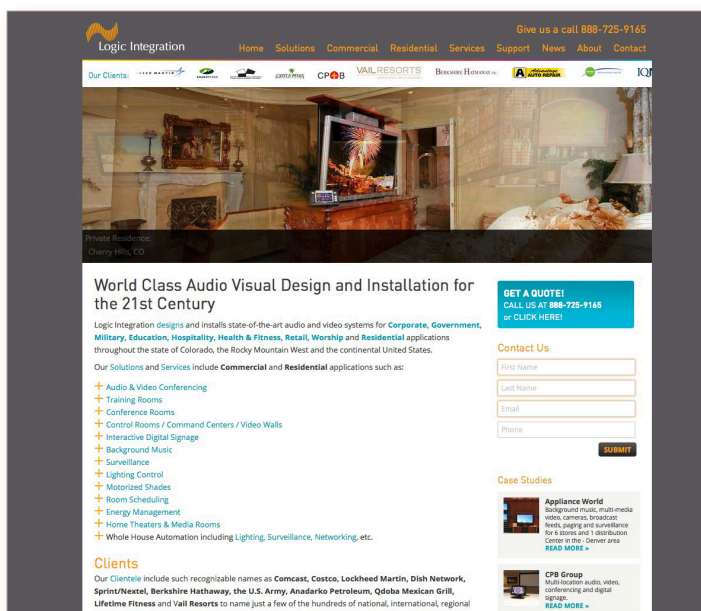 Give us a call 888-725-9165
Logic Integration
Home Solutions Commercial Residential Services Support News About Contact
Our Clients: CP+B VAILRESORTS BERKSHIRE HATHAWAY INC. A Advantage AUTO REPAIR IQN
Private Residence:
Cherry Hills, CO
World Class Audio Visual Design and Installation for
the 21st Century
Logic Integration designs and installs state-of-the-art audio and video systems for Corporate, Government,
Military, Education, Hospitality, Health & Fitness, Retail, Worship and Residential applications
throughout the state of Colorado, the Rocky Mountain West and the continental United States.
Our Solutions and Services include Commercial and Residential applications such as:
Audio & Video Conferencing
Training Rooms
Conference Rooms
Control Rooms / Command Centers / Video Walls
Interactive Digital Signage
Background Music
Surveillance
Lighting Control
Motorized Shades
Room Scheduling
Energy Management
Home Theaters & Media Rooms
Whole House Automation including Lighting, Surveillance, Networking, etc.
Clients
Our Clientele include such recognizable names as Comcast, Costco, Lockheed Martin, Dish Network,
Sprint/Nextel, Berkshire Hathaway, the U.S. Army, Anadarko Petroleum, Qdoba Mexican Grill,
Lifetime Fitness and Vail Resorts to name just a few of the hundreds of national, international, regional
GET A QUOTE!
CALL US AT 888-725-9165
or CLICK HERE!
Contact Us
First Name
Last Name
Email
Phone
SUBMIT
Case Studies
Appliance World
Background music, multi-media
video, cameras, broadcast
feeds, paging and surveillance
for 6 stores and 1 distribution
Center in the - Denver area
READ MORE »
CPB Group
Multi-location audio, video,
conferencing and digital
signage.
READ MORE »